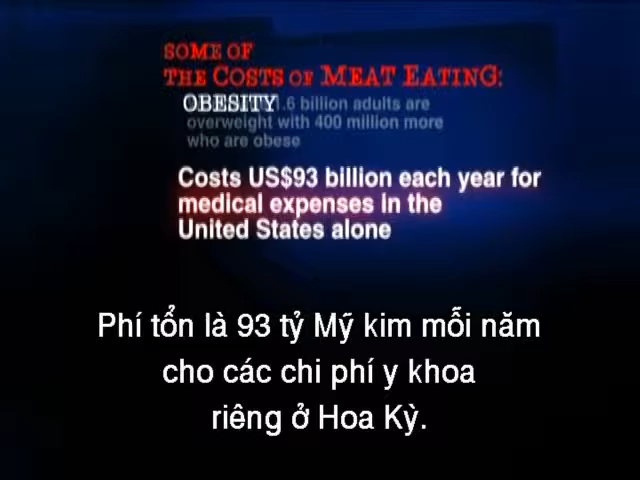 SOME OF
THE COSTS OF MEAT EATING:
OBESITY 1.6 billion adults are
overweight with 400 million more
who are obese
Costs US$93 billion each year for
medical expenses in the
United States alone
Phí tổn là 93 tỷ Mỹ kim mỗi năm
cho các chi phí y khoa
riêng ở Hoa Kỳ.